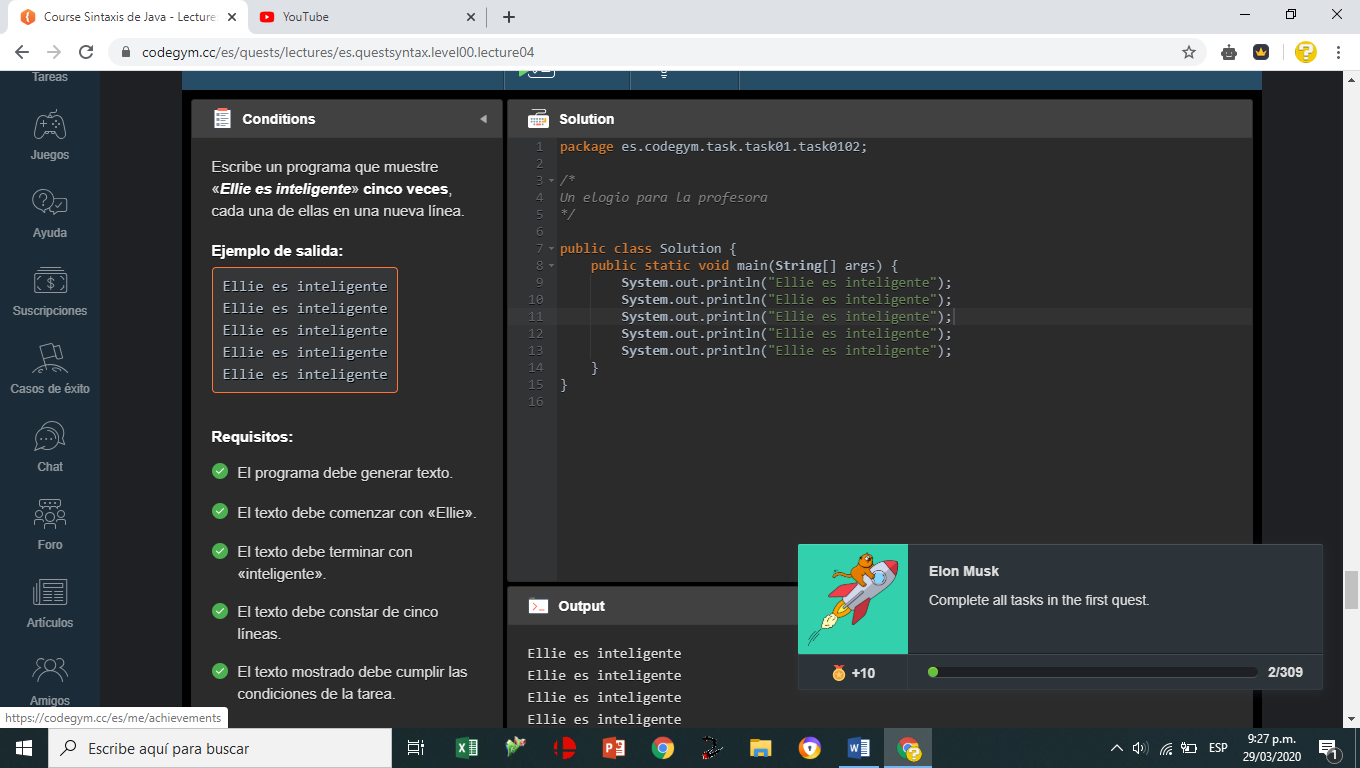 Course Sintaxis de Java - Lecture
YouTube
codegym.cc/es/quests/lectures/es.questsyntax.level00.lecture04
Tareas
Juegos
Ayuda
Suscripciones
Casos de éxito
Chat
Foro
Artículos
Amigos
https://codegym.cc/es/me/achievements
Conditions
Escribe un programa que muestre
«Ellie es inteligente» cinco veces,
cada una de ellas en una nueva línea.
Ejemplo de salida:
Ellie es inteligente
Ellie es inteligente
Ellie es inteligente
Ellie es inteligente
Ellie es inteligente
Requisitos:
El programa debe generar texto.
El texto debe comenzar con «Ellie».
El texto debe terminar con
«inteligente».
El texto debe constar de cinco
líneas.
El texto mostrado debe cumplir las
condiciones de la tarea.
Solution
1 package es.codegym.task.task01.task0102;
2
3 /*
4 Un elogio para la profesora
5 */
6
7 public class Solution {
8 public static void main(String[] args) {
9 System.out.println("Ellie es inteligente");
10 System.out.println("Ellie es inteligente");
11 System.out.println("Ellie es inteligente");
12 System.out.println("Ellie es inteligente");
13 System.out.println("Ellie es inteligente");
14 }
15 }
16
Output
Ellie es inteligente
Ellie es inteligente
Ellie es inteligente
Ellie es inteligente
Elon Musk
Complete all tasks in the first quest.
+10
2/309
Escribe aquí para buscar
ESP
9:27 p.m.
29/03/2020
1